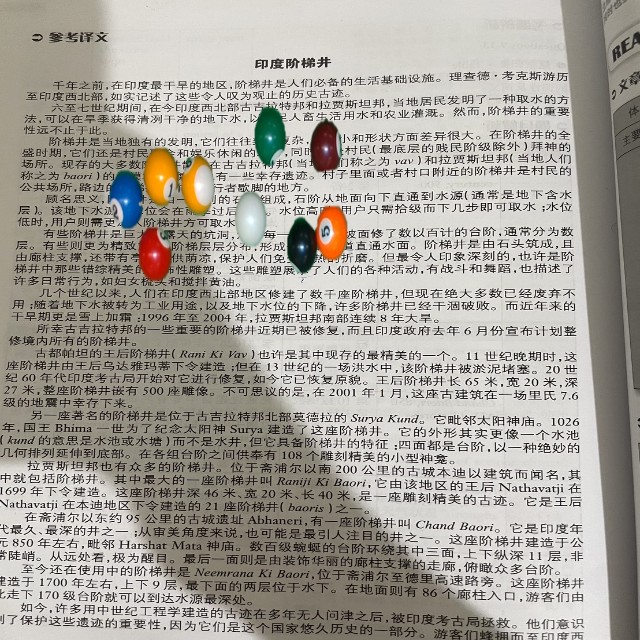 参考译文
REA
印度阶梯井
文章
千年之前,在印度最干旱的地区,阶梯井是人们必备的生活基础设施。理查德·考克斯游历
至印度西北部,如实记述了这些令人叹为观止的历史古迹。
六至七世纪期间,在今印度西北部古吉拉特邦和拉贾斯坦邦,当地居民发明了一种取水的方
法,可以在旱季获得清冽干净的地下水,以 人畜生活用水和农业灌溉。然而,阶梯井的重要
性远不止于此。
阶梯井是当地独有的发明,它们往往 小和形状方面差异很大。在阶梯井的全
盛时期,它们还是村民 和娱乐休闲的 村民(最底层的贱民阶级除外)拜神的
场所。现存的大多数 在古吉拉特邦(当地 们称之为 vav)和拉贾斯坦邦(当地人们
称之为 baori) 有一些幸存遗迹。村子里面或者村口附近的阶梯井是村民的
公共场所,路边的 行者歇脚的地方。
顾名思义, 石阶从地面向下直通到水源(通常是地下含水
层)。该地下水 位会在雨季过后 水位高 用户只需拾级而下几步即可取水;水位
低时,用户则需 阶梯井方可取水
有些阶梯井是巨大 露天的坑洞, 坡面修了数以百计的台阶,通常分为数
层。有些则更为精致 阶梯层层分布,形成 直通水面。阶梯井是由石头筑成,且
由廊柱支撑,还带有亭 供荫凉,保护人们免 热的折磨。但最令人印象深刻的,也许是阶
梯井中那些错综精美的 饰性雕塑。这些雕塑展示了人们的各种活动,有战斗和舞蹈,也描述了
许多日常行为,如妇女梳头和搅拌黄油。
几个世纪以来,人们在印度西北部地区修建了数千座阶梯井,但现在绝大多数已经废弃不
用;随着地下水被转为工业用途,以及地下水位的下降,许多阶梯井已经干涸破败。而近年来的
干旱期更是雪上加霜;1996 年至 2004 年,拉贾斯坦邦南部连续 8 年大旱。
所幸古吉拉特邦的一些重要的阶梯井近期已被修复,而且印度政府去年 6 月份宣布计划整
修境内所有的阶梯井。
古都帕坦的王后阶梯井(Rani Ki Vav)也许是其中现存的最精美的一个。11 世纪晚期时,这
座阶梯井由王后乌达雅玛蒂下令建造;但在 13 世纪的一场洪水中,该阶梯井被淤泥堵塞。20 世
纪 60 年代印度考古局开始对它进行修复,如今它已恢复原貌。王后阶梯井长 65 米,宽 20 米,深
27 米,整座阶梯井嵌有 500 座雕像。不可思议的是,在 2001 年 1 月,这座古建筑在一场里氏 7.6
级的地震中幸存下来。
另一座著名的阶梯井是位于古吉拉特邦北部莫德拉的 Surya Kund。它毗邻太阳神庙。1026
年,国王 Bhima 一世为了纪念太阳神 Surya 建造了这座阶梯井。它的外形其实更像一个水池
(kund 的意思是水池或水塘)而不是水井,但它具备阶梯井的特征;四面都是台阶,以一种绝妙的
几何排列延伸到底部。在各组台阶之间供奉有 108 个雕刻精美的小型神龛。
拉贾斯坦邦也有众多的阶梯井。位于斋浦尔以南 200 公里的古城本迪以建筑而闻名,其
中就包括阶梯井。其中最大的一座阶梯井叫 Raniji Ki Baori,它由该地区的王后 Nathavatji 在
1699 年下令建造。这座阶梯井深 46 米、宽 20 米、长 40 米,是一座雕刻精美的古迹。它是王后
Nathavatji 在本迪地区下令建造的 21 座阶梯井(baoris)之一。
在斋浦尔以东约 95 公里的古城遗址 Abhaneri,有一座阶梯井叫 Chand Baori。它是印度年
代最久、最深的井之一;从审美角度来说,也可能是最引人注目的井之一。这座阶梯井建造于公
元 850 年左右,毗邻 Harshat Mata 神庙。数百级蜿蜒的台阶环绕其中三面,上下纵深 11 层,非
常陡峭。从远处看,极为醒目。最后一面则是由装饰华丽的廊柱支撑的走廊,俯瞰众多台阶。
至今还在使用中的阶梯井是 Neemrana Ki Baori,位于斋浦尔至德里高速路旁。这座阶梯井
建造于 1700 年左右,上下 9 层,最下面的两层位于水下。在地面则有 86 个廊柱入口,游客们由
此走下 170 级台阶就可以到达水源最深处。
如今,许多用中世纪工程学建造的古迹在多年无人问津之后,被印度考古局拯救。他们意识
到了保护这些遗迹的重要性,因为它们是这个国家悠久历史的一部分。游客们蜂拥而至印度西